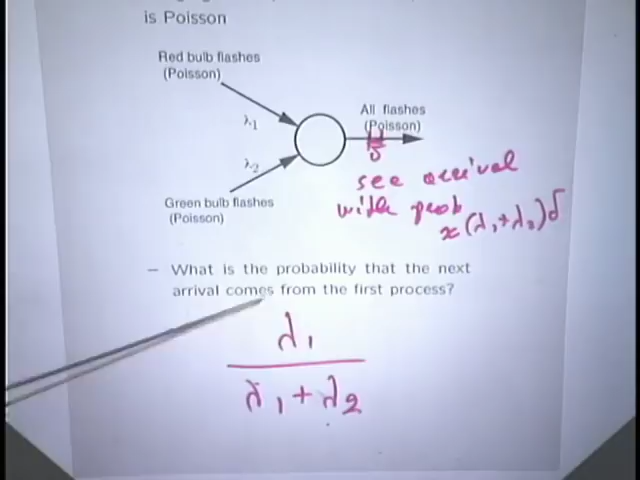 is Poisson
Red bulb flashes
(Poisson)
λ1
All flashes
(Poisson)
δ
see arrival
with prob
≈(λ1+λ2)δ
λ2
Green bulb flashes
(Poisson)
– What is the probability that the next
arrival comes from the first process?
λ1
λ1+λ2